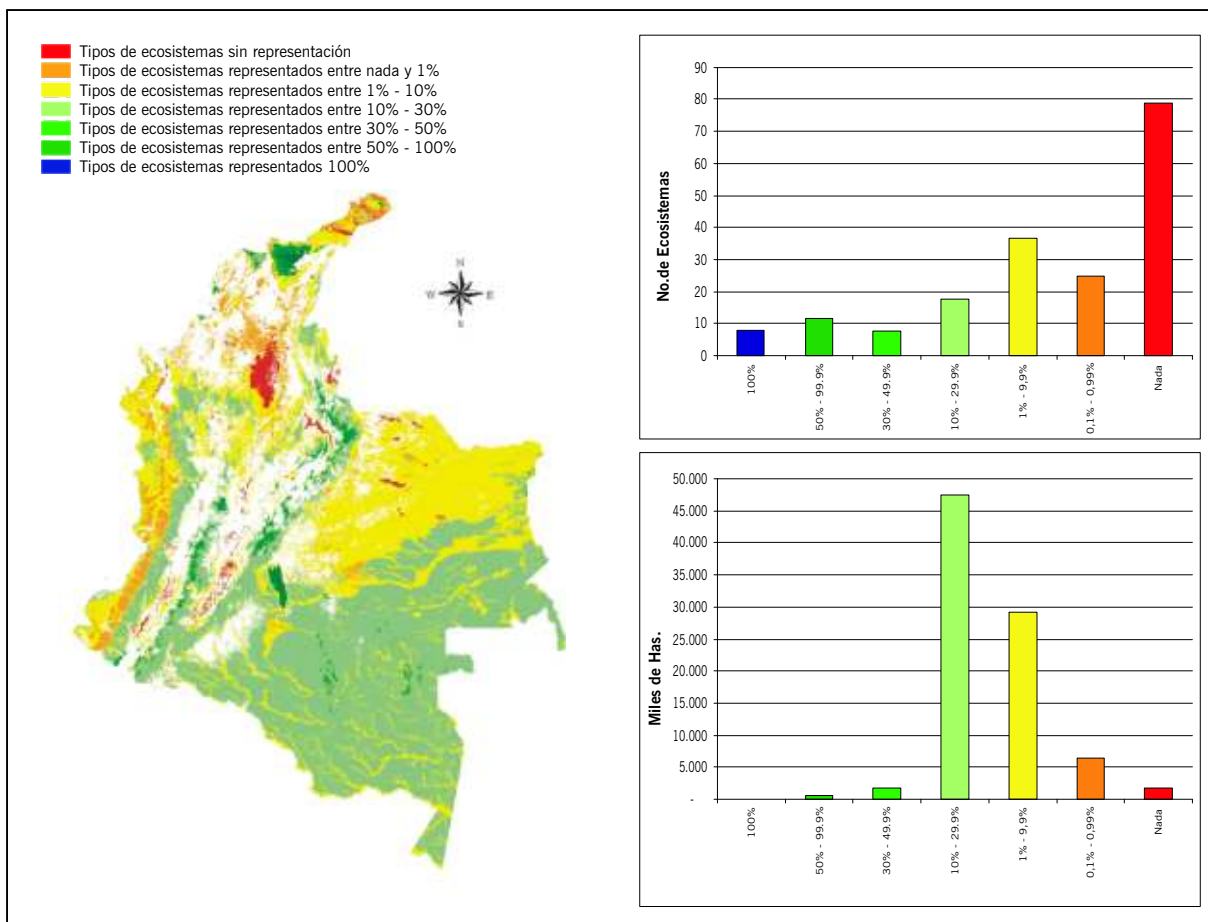 Tipos de ecosistemas sin representación
Tipos de ecosistemas representados entre nada y 1%
Tipos de ecosistemas representados entre 1% - 10%
Tipos de ecosistemas representados entre 10% - 30%
Tipos de ecosistemas representados entre 30% - 50%
Tipos de ecosistemas representados entre 50% - 100%
Tipos de ecosistemas representados 100%
N
W E
S
No.de Ecosistemas
90
80
70
60
50
40
30
20
10
0
100%
50% - 99.9%
30% - 49.9%
10% - 29.9%
1% - 9,9%
0,1% - 0,99%
Nada
Miles de Has.
50.000
45.000
40.000
35.000
30.000
25.000
20.000
15.000
10.000
5.000
-
100%
50% - 99.9%
30% - 49.9%
10% - 29.9%
1% - 9,9%
0,1% - 0,99%
Nada